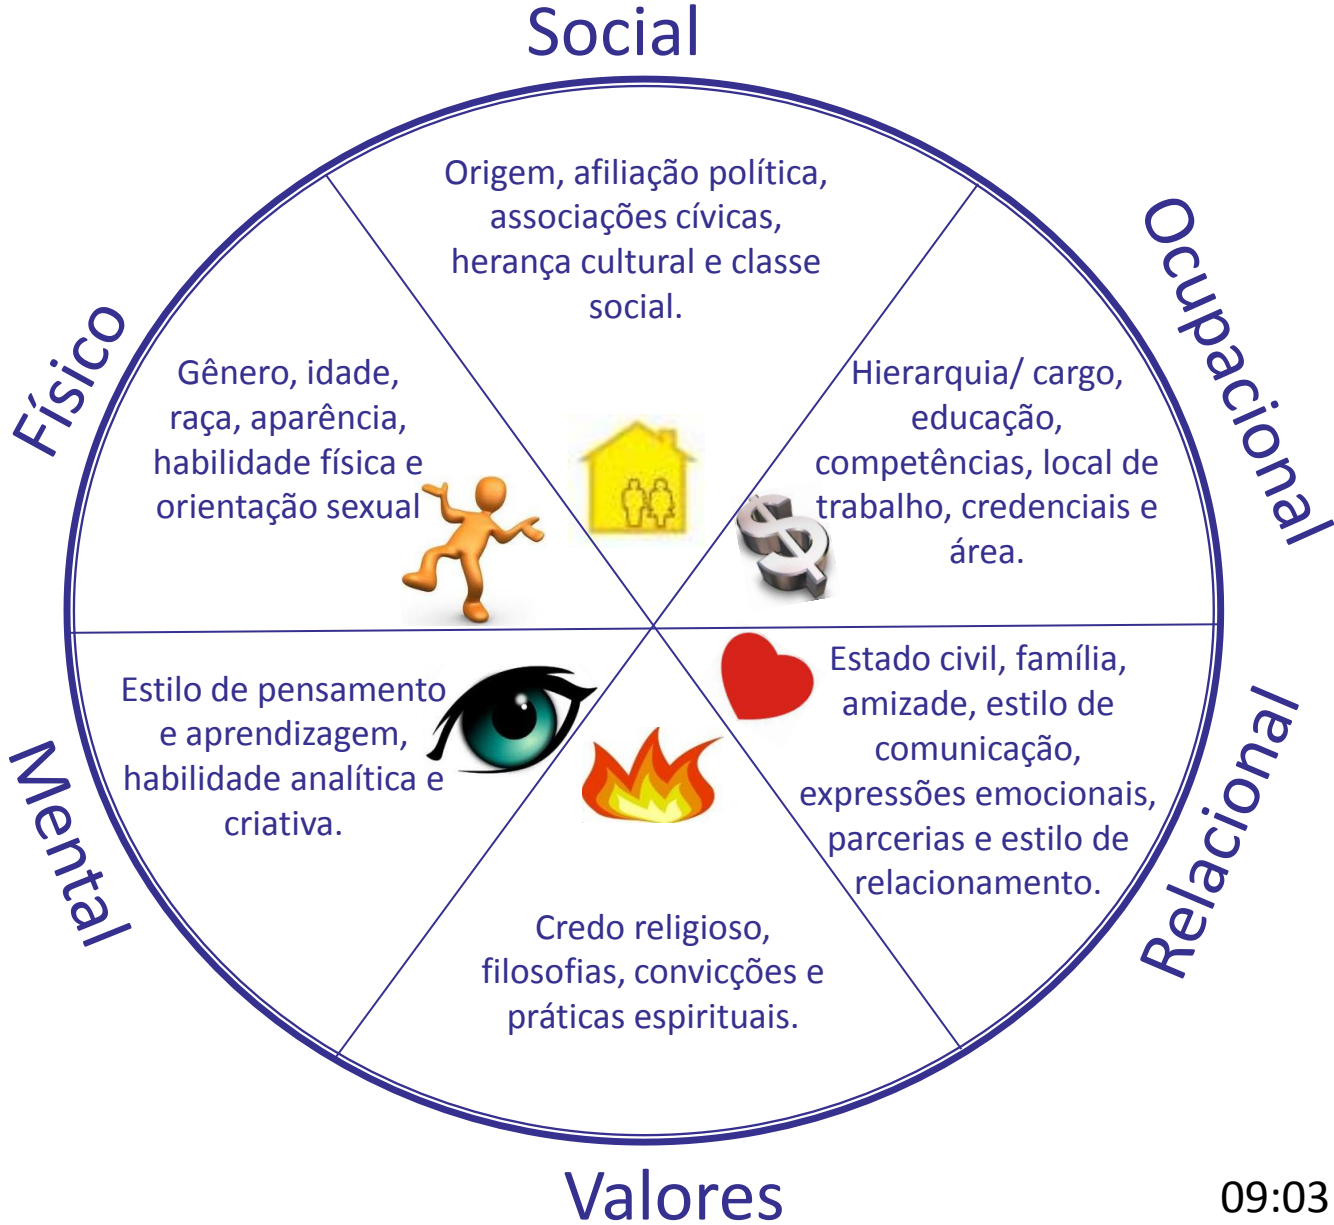 Social
Origem, afiliação política,
associações cívicas,
herança cultural e classe
social.
Ocupacional
Hierarquia/ cargo,
educação,
competências, local de
trabalho, credenciais e
área.
Físico
Gênero, idade,
raça, aparência,
habilidade física e
orientação sexual
Mental
Estilo de pensamento
e aprendizagem,
habilidade analítica e
criativa.
Relacional
Estado civil, família,
amizade, estilo de
comunicação,
expressões emocionais,
parcerias e estilo de
relacionamento.
Credo religioso,
filosofias, convicções e
práticas espirituais.
Valores
09:03